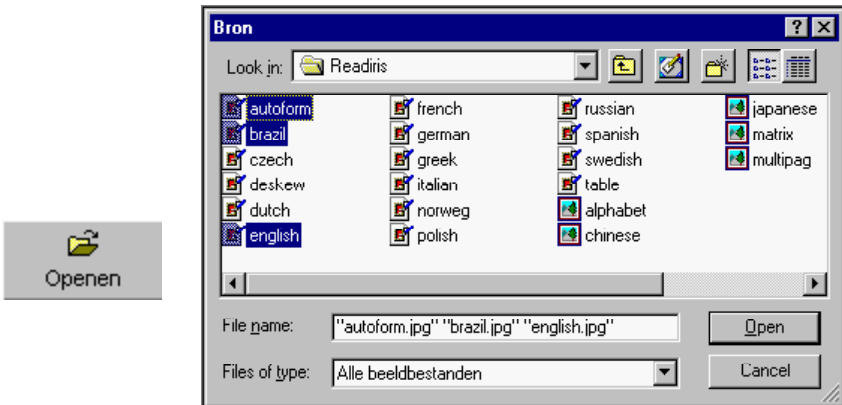 Bron
Look in: Readiris
autoform french russian japanese
brazil german spanish matrix
czech greek swedish multipag
deskew italian table
dutch norweg alphabet
english polish chinese
Openen
File name: "autoform.jpg" "brazil.jpg" "english.jpg" Open
Files of type: Alle beeldbestanden Cancel